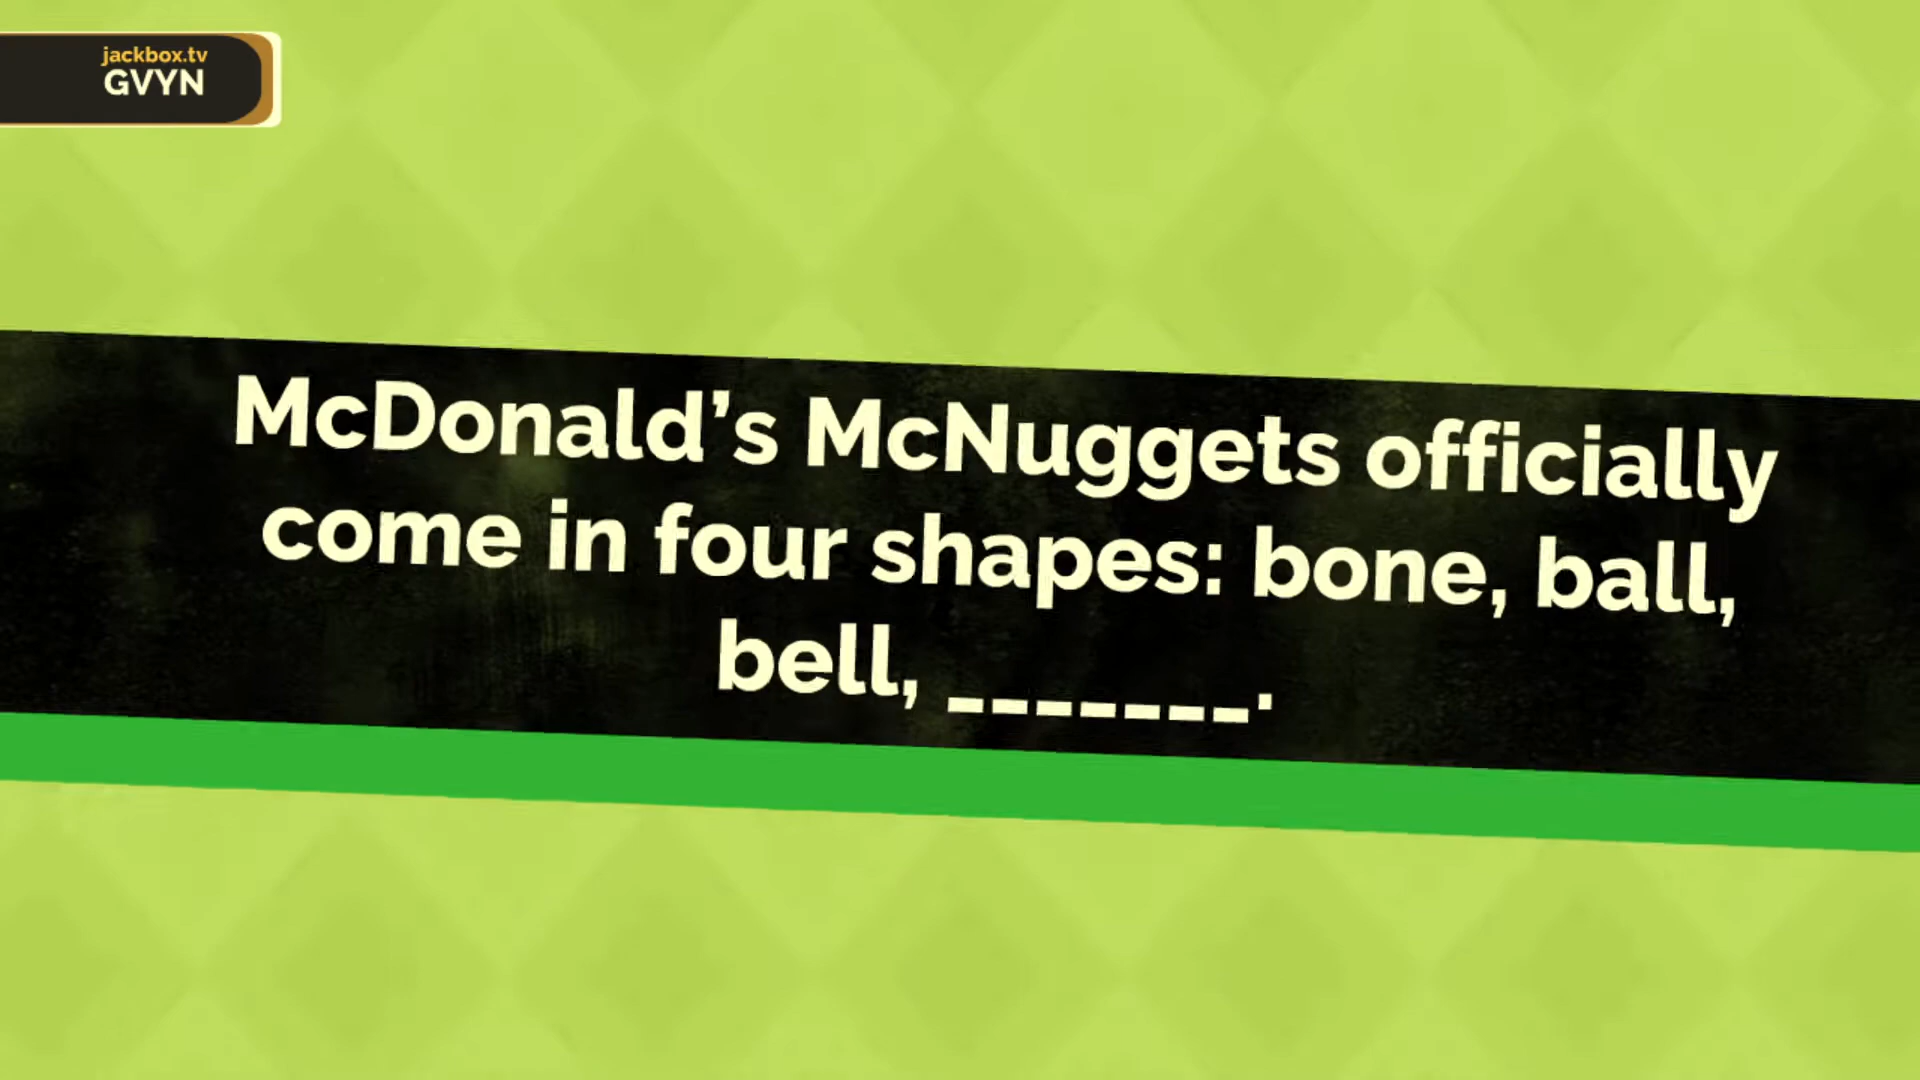 jackbox.tv
GVYN
McDonald’s McNuggets officially
come in four shapes: bone, ball,
bell, _______.